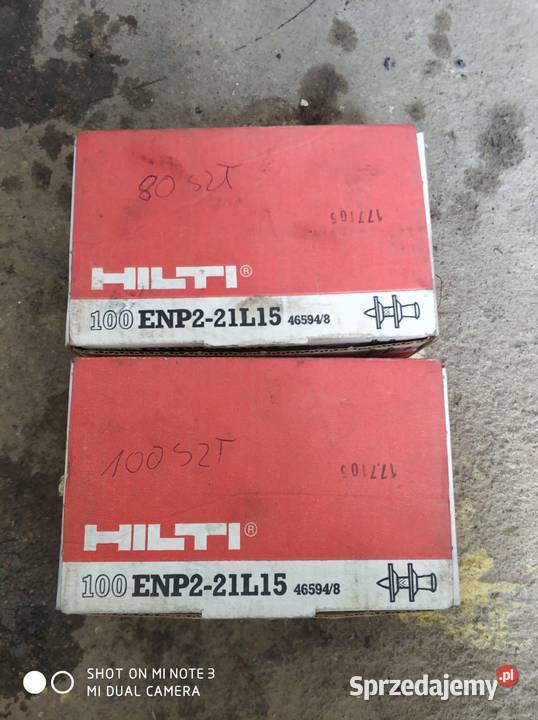 80 SZT
177105
HILTI®
100 ENP2-21L15 46594/8
100 SZT
177105
HILTI®
100 ENP2-21L15 46594/8
SHOT ON MI NOTE 3
MI DUAL CAMERA
Sprzedajemy.pl